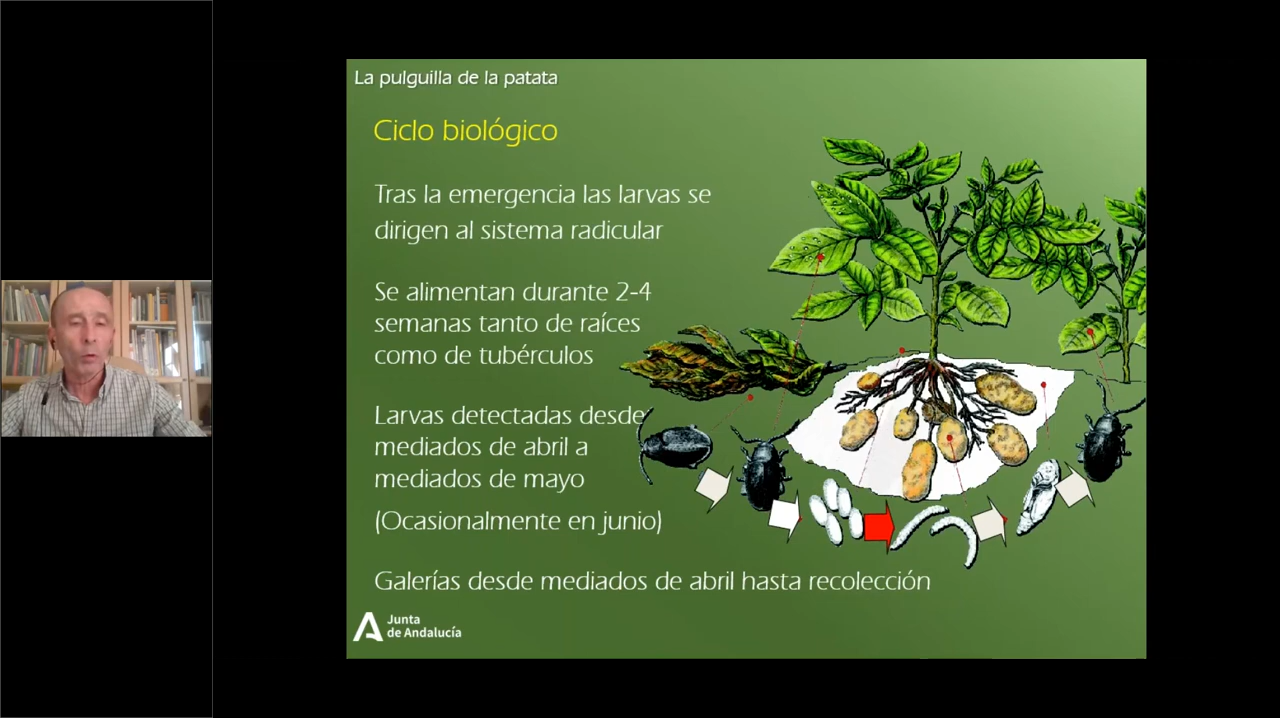 La pulguilla de la patata
Ciclo biológico
Tras la emergencia las larvas se
dirigen al sistema radicular
Se alimentan durante 2-4
semanas tanto de raíces
como de tubérculos
Larvas detectadas desde
mediados de abril a
mediados de mayo
(Ocasionalmente en junio)
Galerías desde mediados de abril hasta recolección
Junta
de Andalucía